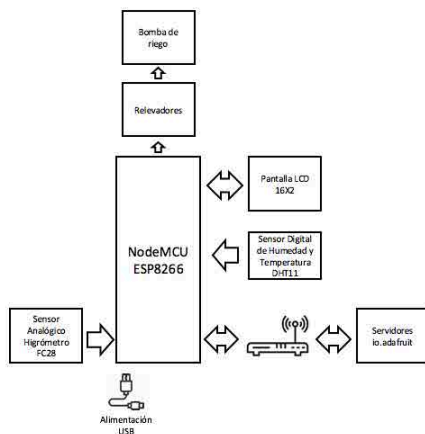 Bomba de
riego
Relevadores
Pantalla LCD
16X2
NodeMCU
ESP8266
Sensor Digital
de Humedad y
Temperatura
DHT11
Sensor
Analógico
Higrómetro
FC28
Servidores
io.adafruit
Alimentación
USB